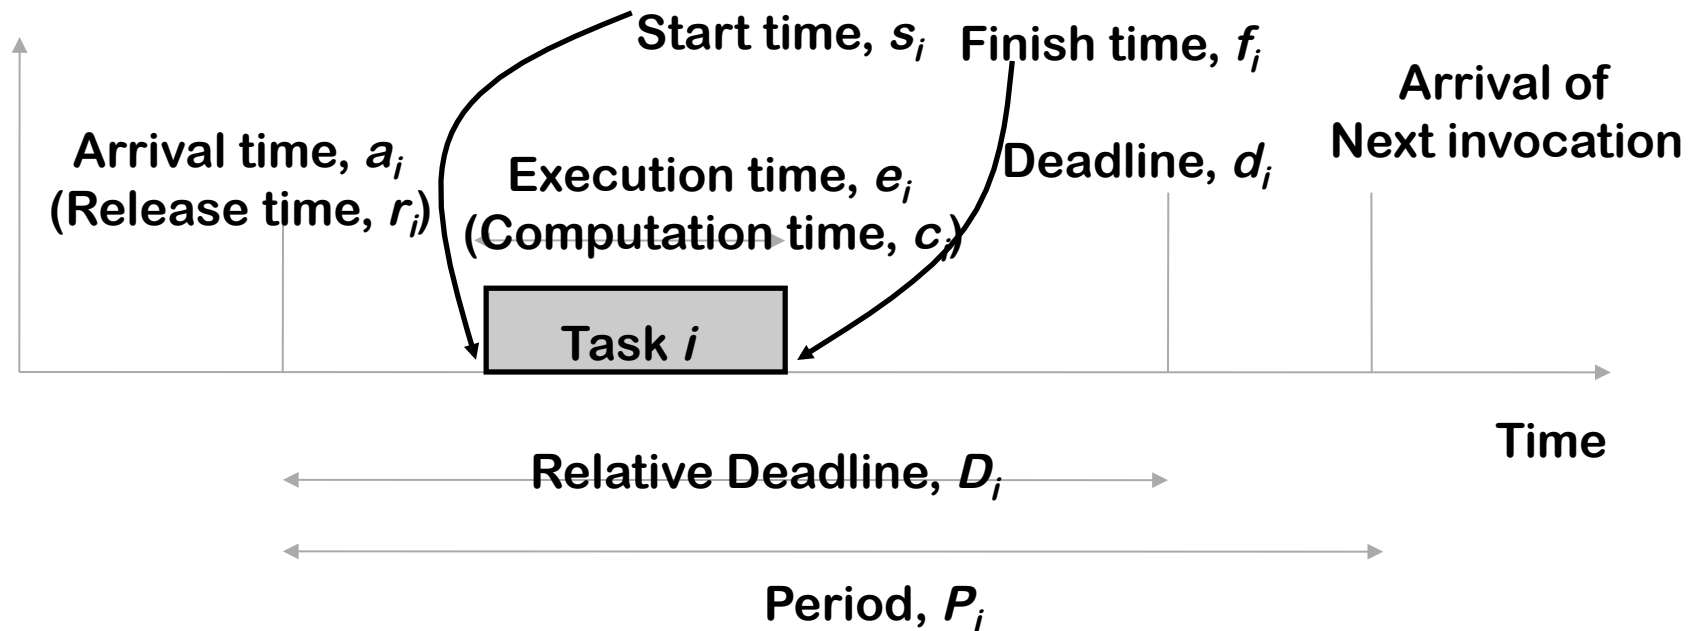 Start time, si
Finish time, fi
Arrival of
Next invocation
Arrival time, ai
(Release time, ri)
Execution time, ei
(Computation time, ci)
Deadline, di
Task i
Time
Relative Deadline, Di
Period, Pi